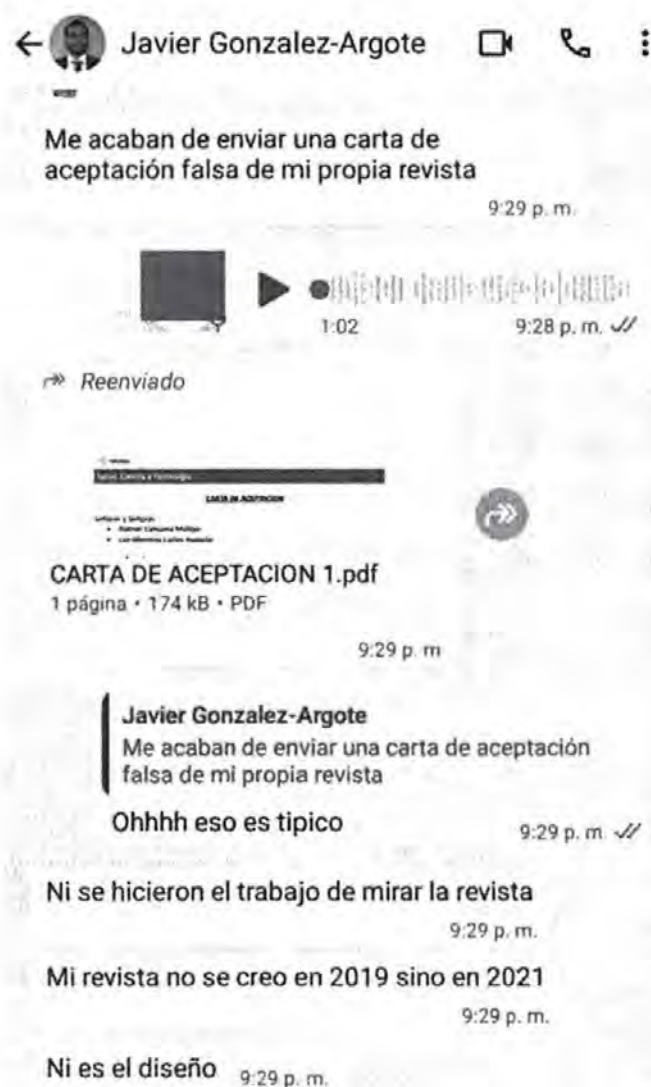 Javier Gonzalez-Argote
Me acaban de enviar una carta de
aceptación falsa de mi propia revista
9:29 p. m.
1:02
9:28 p. m.
Reenviado
CARTA DE ACEPTACION
CARTA DE ACEPTACION 1.pdf
1 página • 174 kB • PDF
9:29 p. m
Javier Gonzalez-Argote
Me acaban de enviar una carta de aceptación
falsa de mi propia revista
Ohhhh eso es tipico
9:29 p. m.
Ni se hicieron el trabajo de mirar la revista
9:29 p. m.
Mi revista no se creo en 2019 sino en 2021
9:29 p. m.
Ni es el diseño 9:29 p. m.